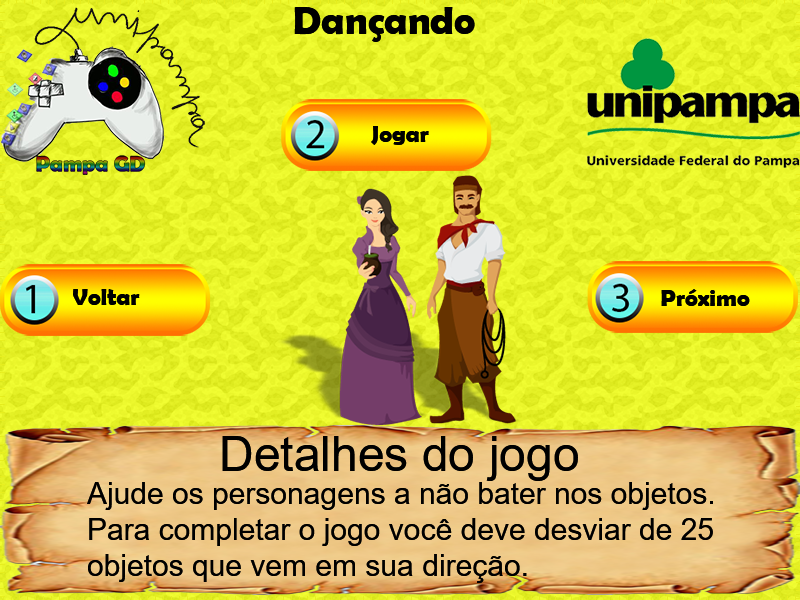 Dançando
unipampa
Pampa GD
unipampa
Universidade Federal do Pampa
2 Jogar
1 Voltar
3 Próximo
Detalhes do jogo
Ajude os personagens a não bater nos objetos.
Para completar o jogo você deve desviar de 25
objetos que vem em sua direção.